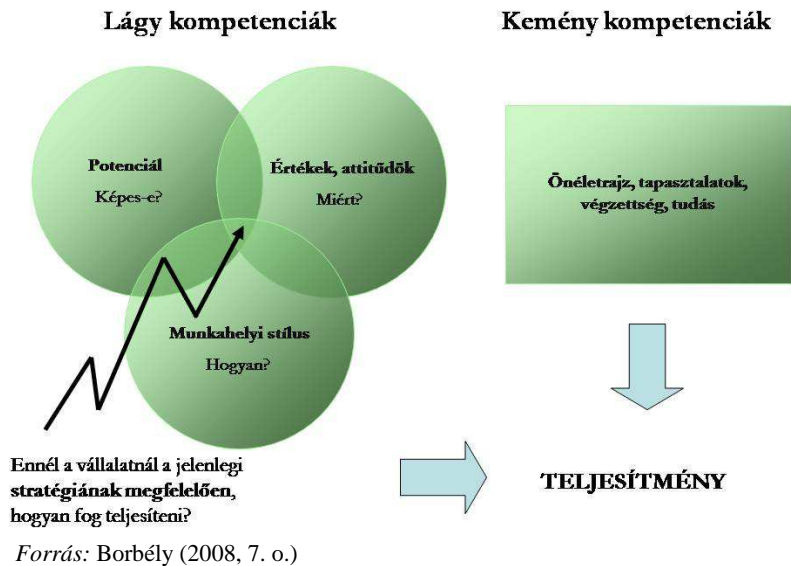 Lágy kompetenciák
Kemény kompetenciák
Potenciál
Képes-e?
Értékek, attitűdök
Miért?
Munkahelyi stílus
Hogyan?
Önéletrajz, tapasztalatok,
végzettség, tudás
Ennél a vállalatnál a jelenlegi
stratégiának megfelelően,
hogyan fog teljesíteni?
TELJESÍTMÉNY
Forrás: Borbély (2008, 7. o.)